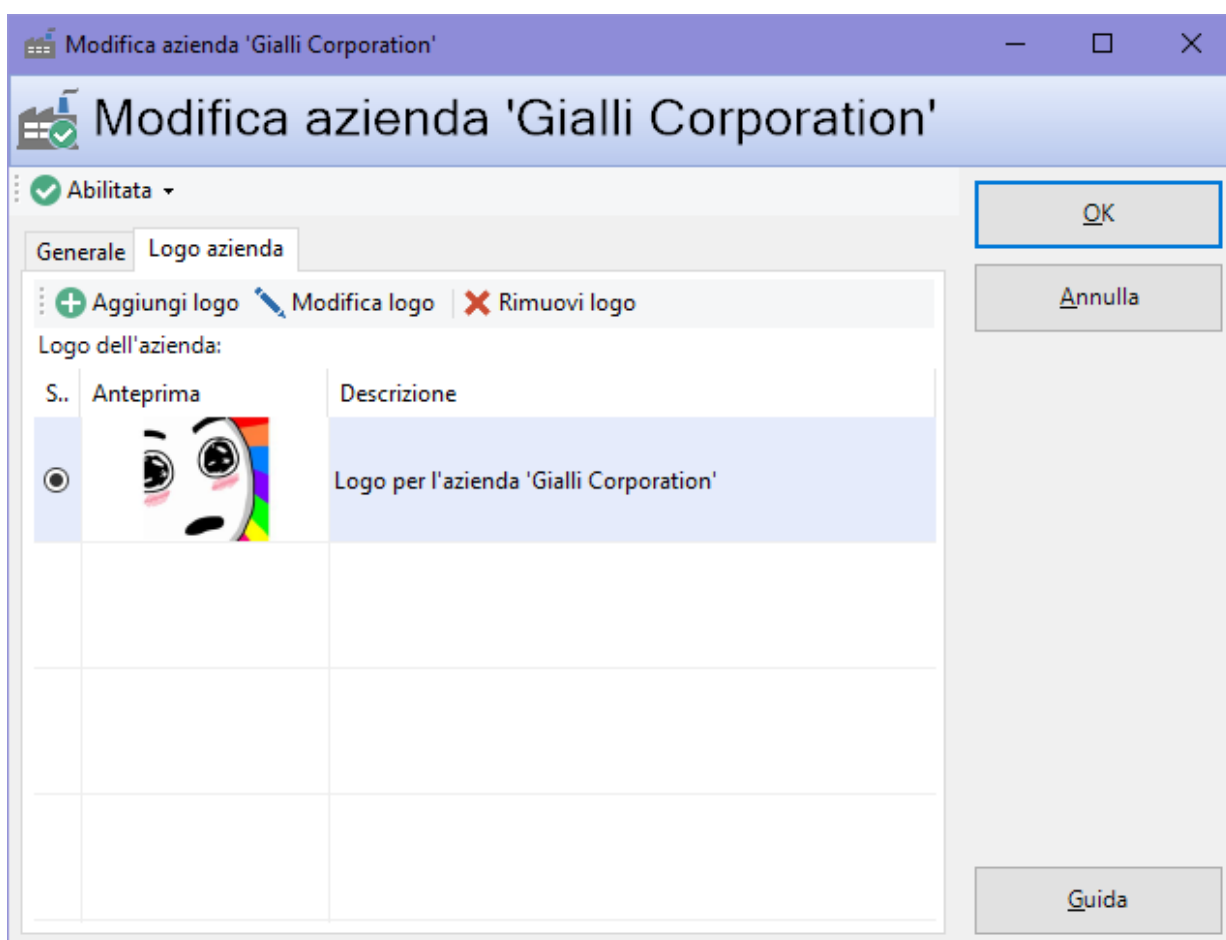 Modifica azienda 'Gialli Corporation'
Modifica azienda 'Gialli Corporation'
Abilitata
OK
Generale Logo azienda
Annulla
Aggiungi logo Modifica logo Rimuovi logo
Logo dell'azienda:
S.. Anteprima Descrizione
Logo per l'azienda 'Gialli Corporation'
Guida